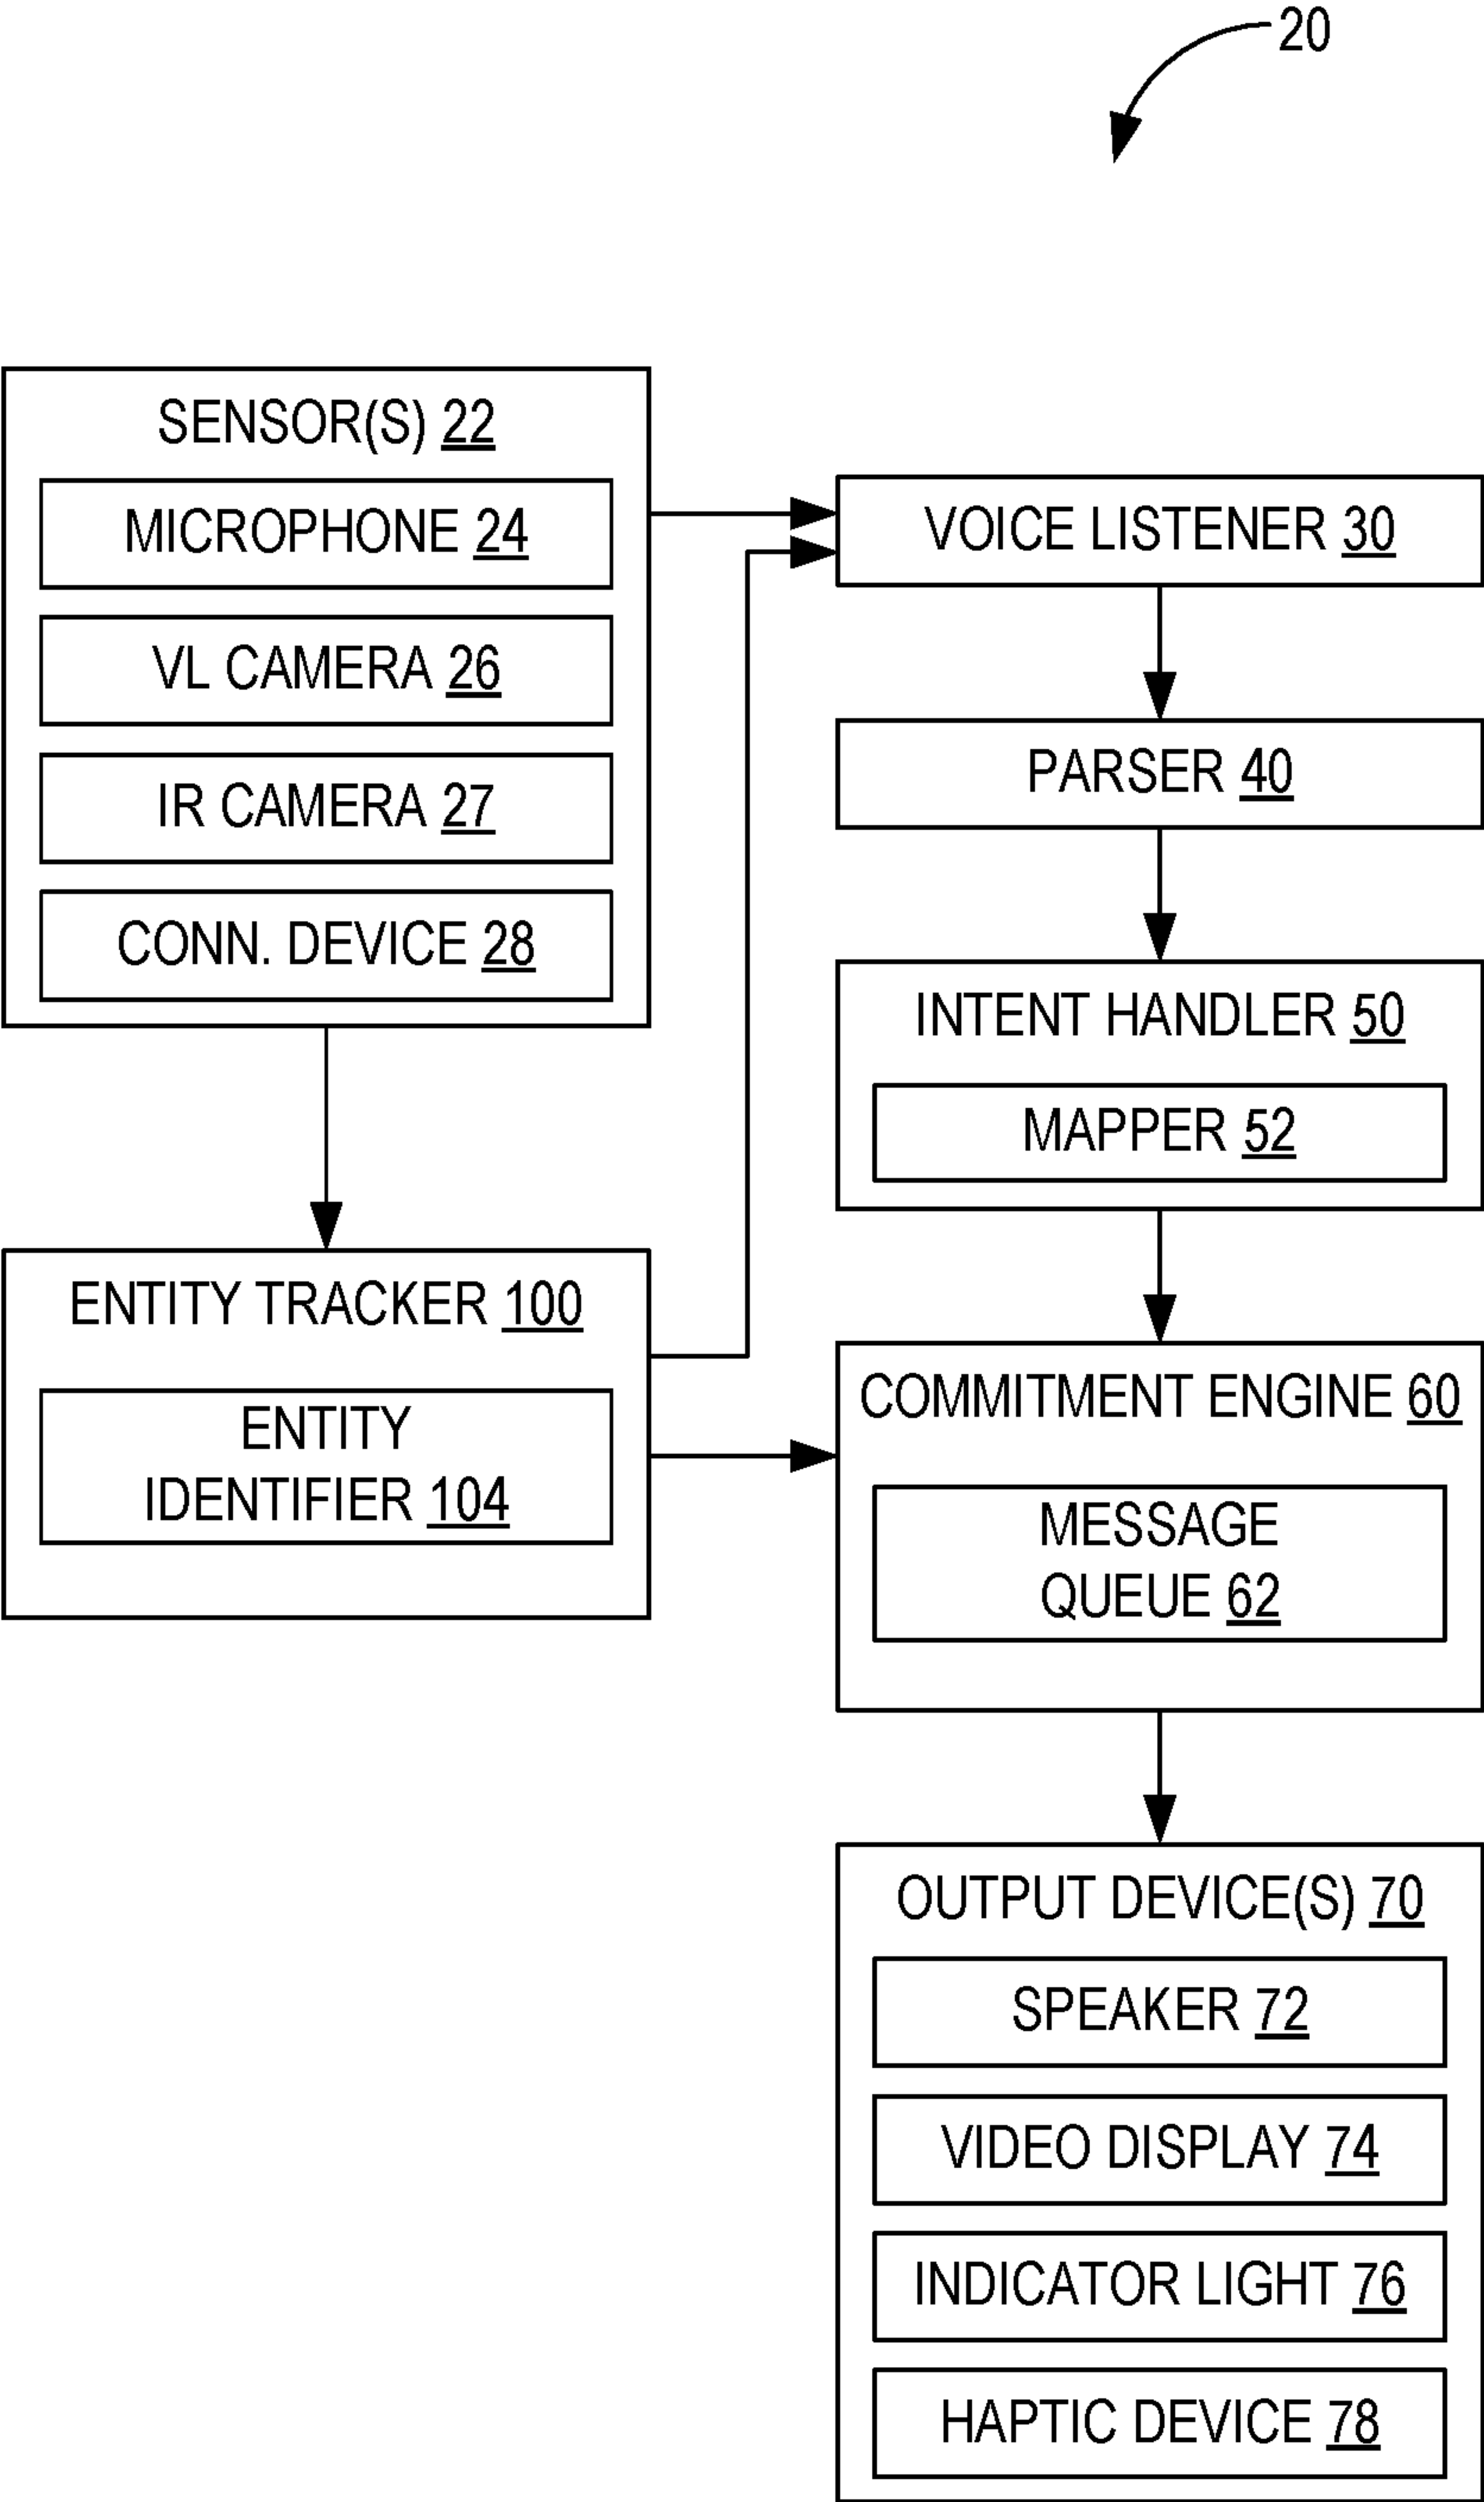 20
SENSOR(S) 22
MICROPHONE 24
VL CAMERA 26
IR CAMERA 27
CONN. DEVICE 28
ENTITY TRACKER 100
ENTITY
IDENTIFIER 104
VOICE LISTENER 30
PARSER 40
INTENT HANDLER 50
MAPPER 52
COMMITMENT ENGINE 60
MESSAGE
QUEUE 62
OUTPUT DEVICE(S) 70
SPEAKER 72
VIDEO DISPLAY 74
INDICATOR LIGHT 76
HAPTIC DEVICE 78